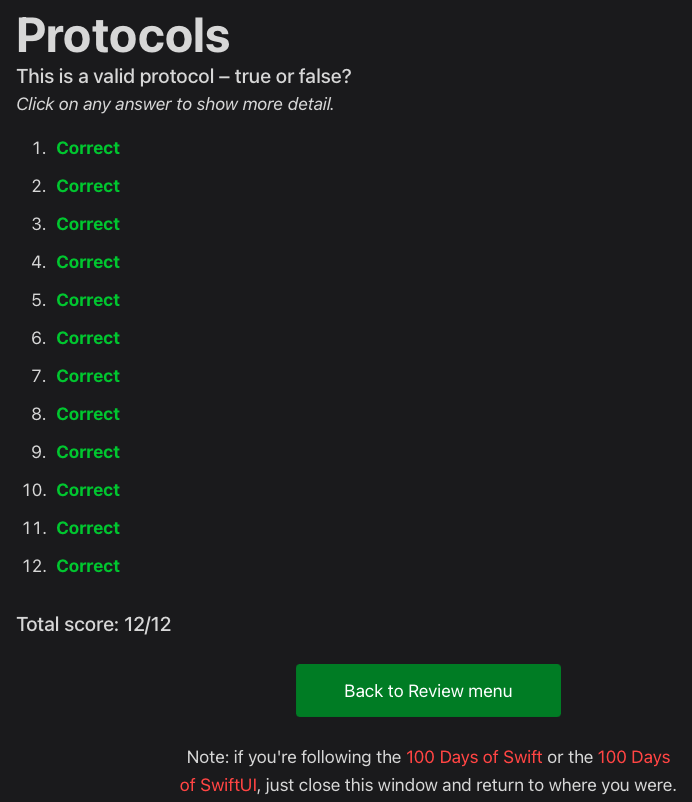 Protocols
This is a valid protocol – true or false?
Click on any answer to show more detail.
1. Correct
2. Correct
3. Correct
4. Correct
5. Correct
6. Correct
7. Correct
8. Correct
9. Correct
10. Correct
11. Correct
12. Correct
Total score: 12/12
Back to Review menu
Note: if you're following the 100 Days of Swift or the 100 Days
of SwiftUI, just close this window and return to where you were.